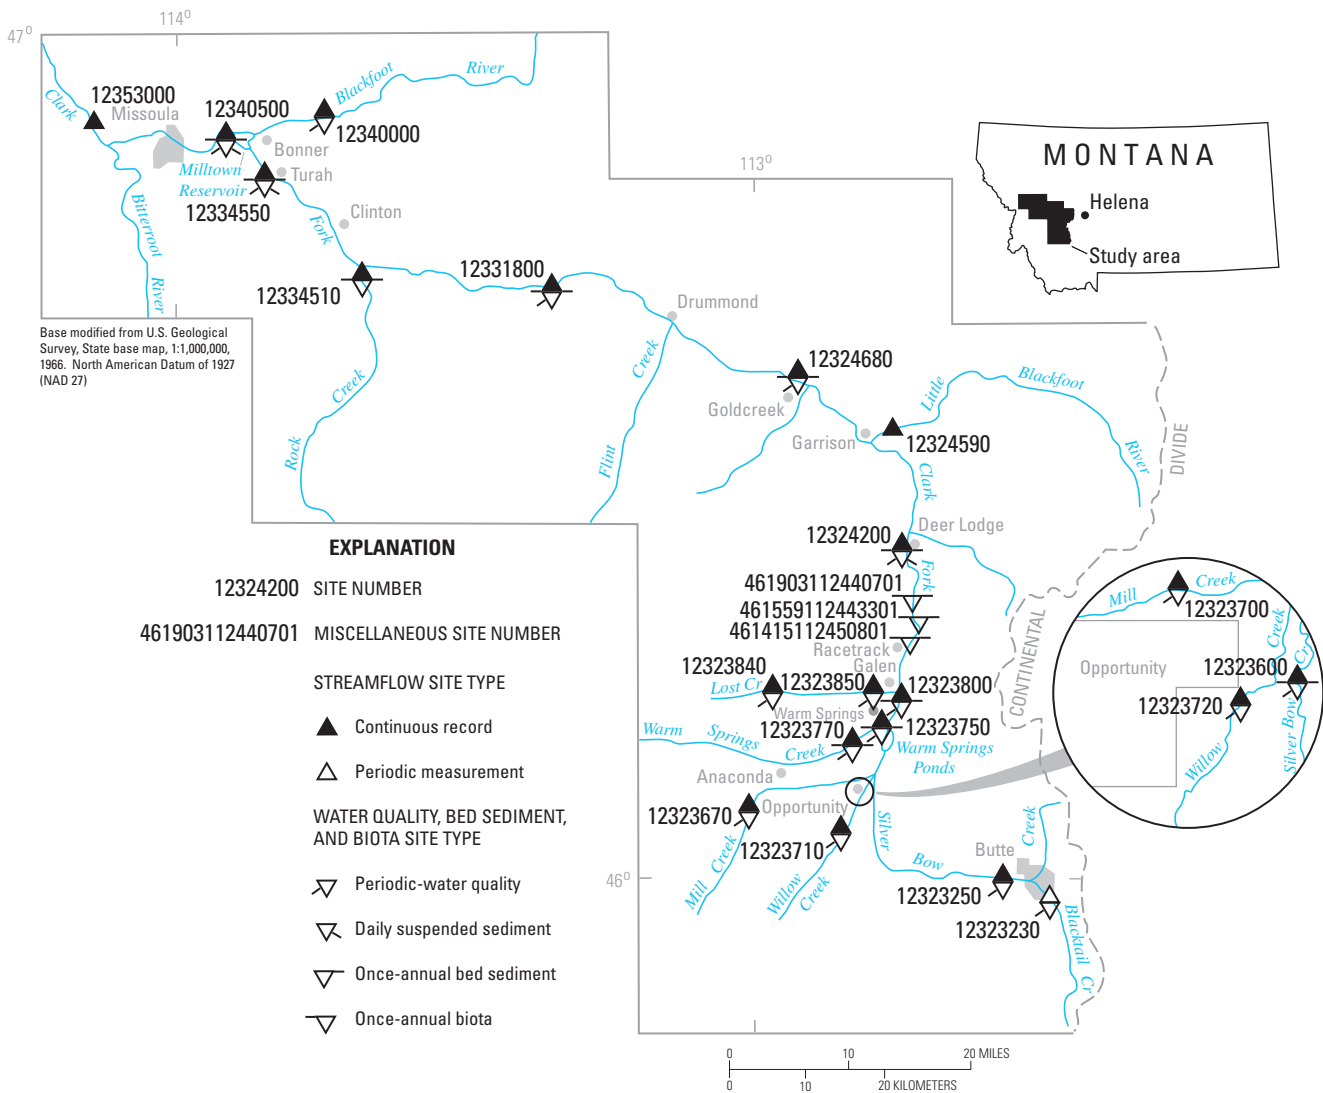 114⁰
47⁰
Blackfoot
River
Clark
12353000
Missoula
12340500
12340000
Bonner
Milltown
Reservoir
Turah
12334550
113⁰
MONTANA
Helena
Study area
Bitterroot
River
Fork
Clinton
12331800
12334510
Drummond
Base modified from U.S. Geological
Survey, State base map, 1:1,000,000,
1966. North American Datum of 1927
(NAD 27)
Creek
Rock
Creek
Flint
12324680
Goldcreek
Garrison
Little
Blackfoot
River
12324590
Clark
DIVIDE
Deer Lodge
12324200
Fork
461903112440701
461559112443301
461415112450801
Racetrack
Galen
CONTINENTAL
12323840
Lost Cr
12323850
12323800
Warm Springs
12323770
12323750
Warm Springs
Creek
Warm Springs
Ponds
Anaconda
Opportunity
12323670
Mill Creek
12323710
Willow
Creek
Silver
Bow
Butte
Creek
46⁰
12323250
12323230
Blacktail Cr
Mill
Creek
12323700
Opportunity
Creek
12323600
Cr
12323720
Willow
Silver Bow
EXPLANATION
12324200 SITE NUMBER
461903112440701 MISCELLANEOUS SITE NUMBER
STREAMFLOW SITE TYPE
Continuous record
Periodic measurement
WATER QUALITY, BED SEDIMENT,
AND BIOTA SITE TYPE
Periodic-water quality
Daily suspended sediment
Once-annual bed sediment
Once-annual biota
0 10 20 MILES
0 10 20 KILOMETERS